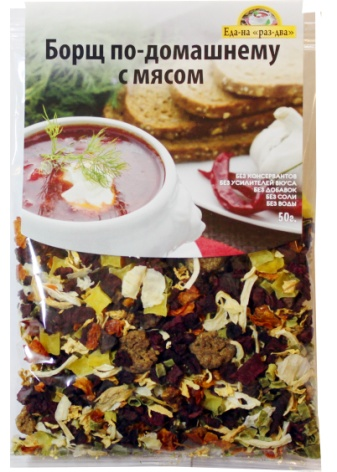 Еда-на «раз-два»
Борщ по-домашнему
с мясом
БЕЗ КОНСЕРВАНТОВ
БЕЗ УСИЛИТЕЛЕЙ ВКУСА
БЕЗ ДОБАВОК
БЕЗ СОЛИ
БЕЗ ВОДЫ
50г.